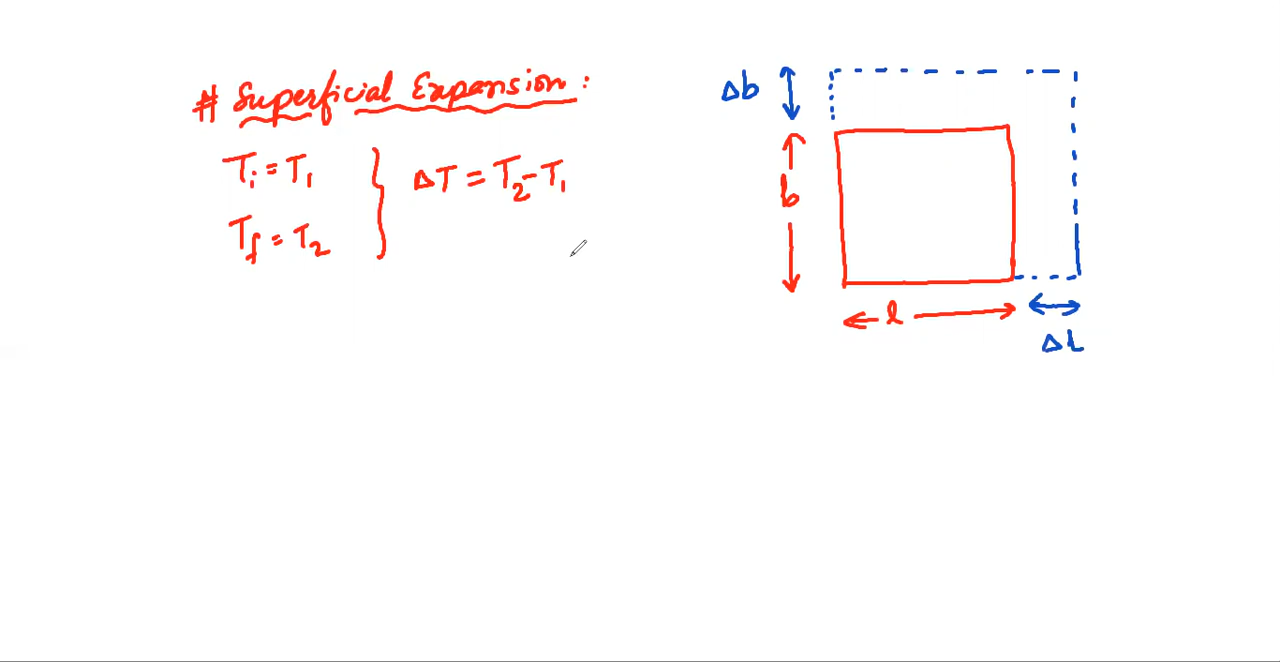 # Superficial Expansion:
Ti = T1
ΔT = T2-T1
Tf = T2
Δb
b
l
Δl